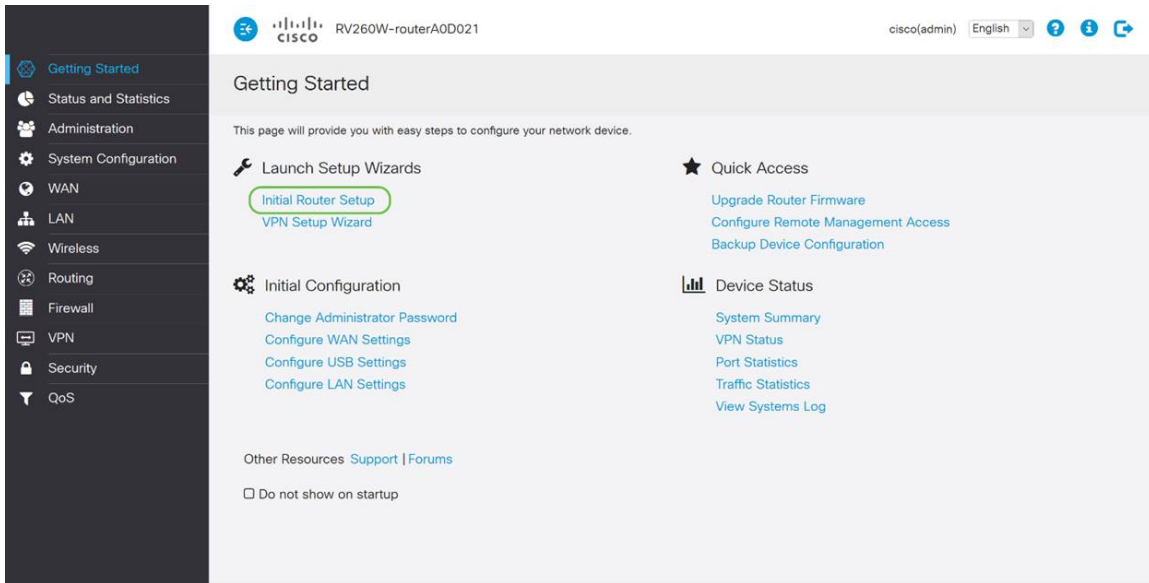 CISCO
RV260W-routerA0D021
cisco(admin)
English
Getting Started
Status and Statistics
Administration
System Configuration
WAN
LAN
Wireless
Routing
Firewall
VPN
Security
QoS
Getting Started
This page will provide you with easy steps to configure your network device.
Launch Setup Wizards
Initial Router Setup
VPN Setup Wizard
Quick Access
Upgrade Router Firmware
Configure Remote Management Access
Backup Device Configuration
Initial Configuration
Change Administrator Password
Configure WAN Settings
Configure USB Settings
Configure LAN Settings
Device Status
System Summary
VPN Status
Port Statistics
Traffic Statistics
View Systems Log
Other Resources Support | Forums
Do not show on startup